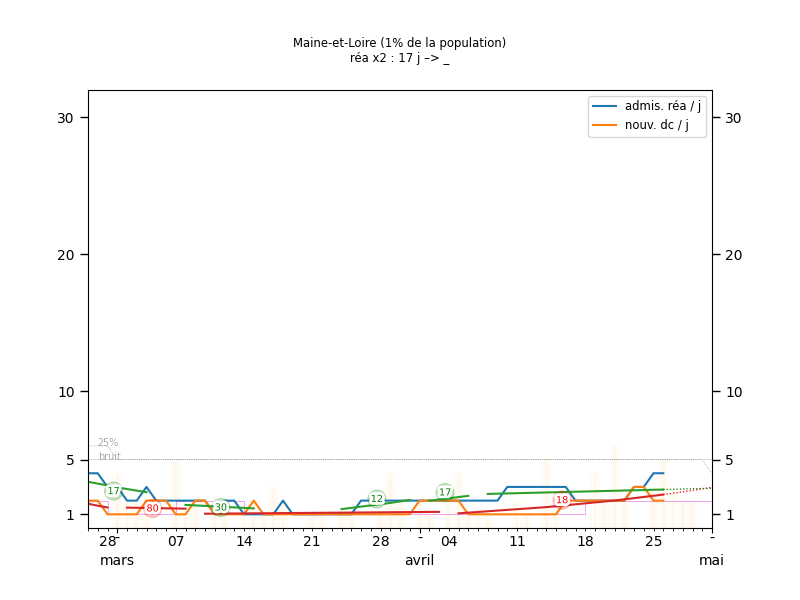 Maine-et-Loire (1% de la population)
réa x2 : 17 j –> _
admis. réa / j
nouv. dc / j
30 30
20 20
10 10
25%
bruit
5 5
17 80 30 12 17 18
1 1
28 - 07 14 21 28 - 04 11 18 25 -
mars avril mai